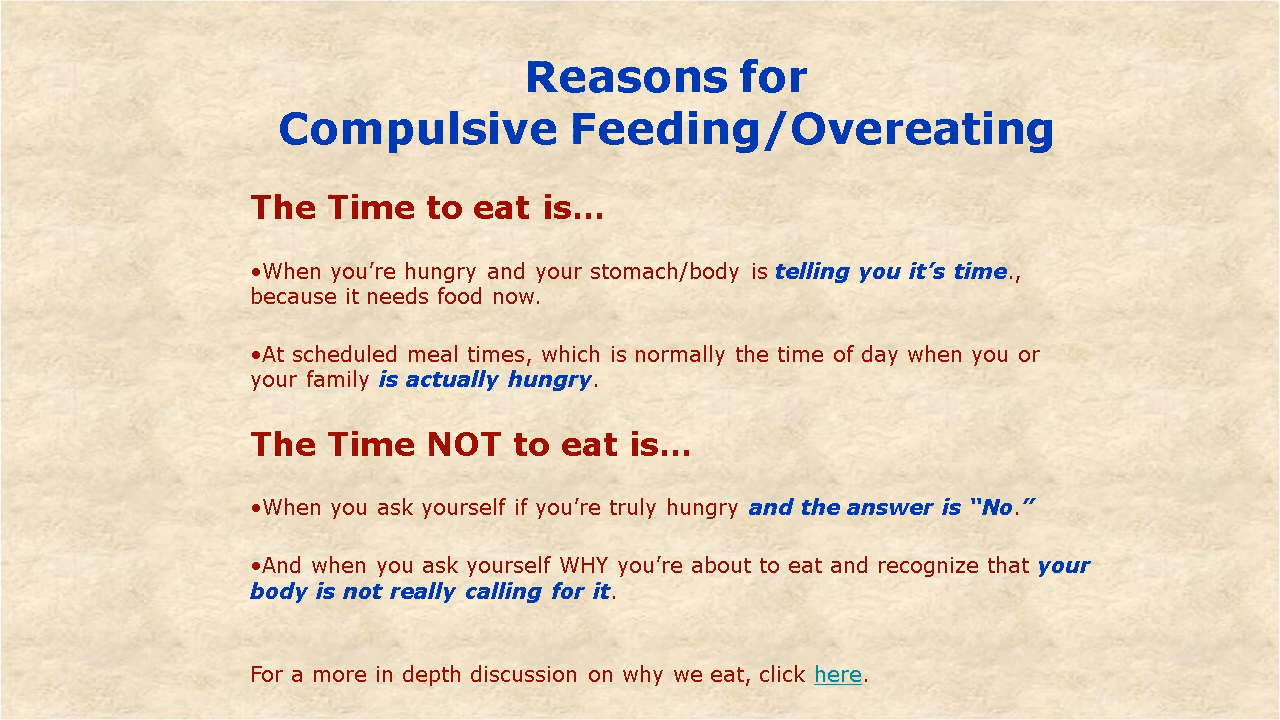 Reasons for
Compulsive Feeding/Overeating
The Time to eat is…
•When you’re hungry and your stomach/body is telling you it’s time.,
because it needs food now.
•At scheduled meal times, which is normally the time of day when you or
your family is actually hungry.
The Time NOT to eat is…
•When you ask yourself if you’re truly hungry and the answer is “No.”
•And when you ask yourself WHY you’re about to eat and recognize that your
body is not really calling for it.
For a more in depth discussion on why we eat, click here.